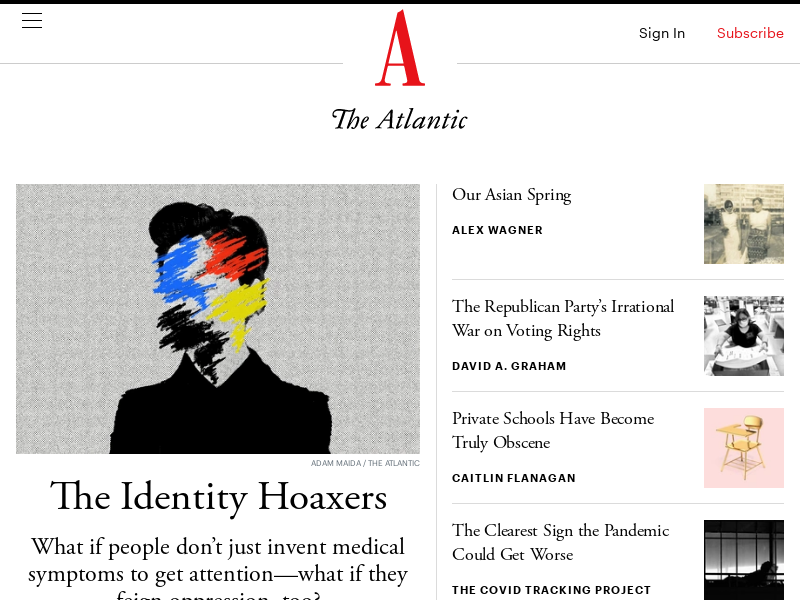 Sign In
Subscribe
A
The Atlantic
ADAM MAIDA / THE ATLANTIC
The Identity Hoaxers
What if people don’t just invent medical
symptoms to get attention—what if they
feign oppression, too?
Our Asian Spring
ALEX WAGNER
The Republican Party’s Irrational
War on Voting Rights
DAVID A. GRAHAM
Private Schools Have Become
Truly Obscene
CAITLIN FLANAGAN
The Clearest Sign the Pandemic
Could Get Worse
THE COVID TRACKING PROJECT